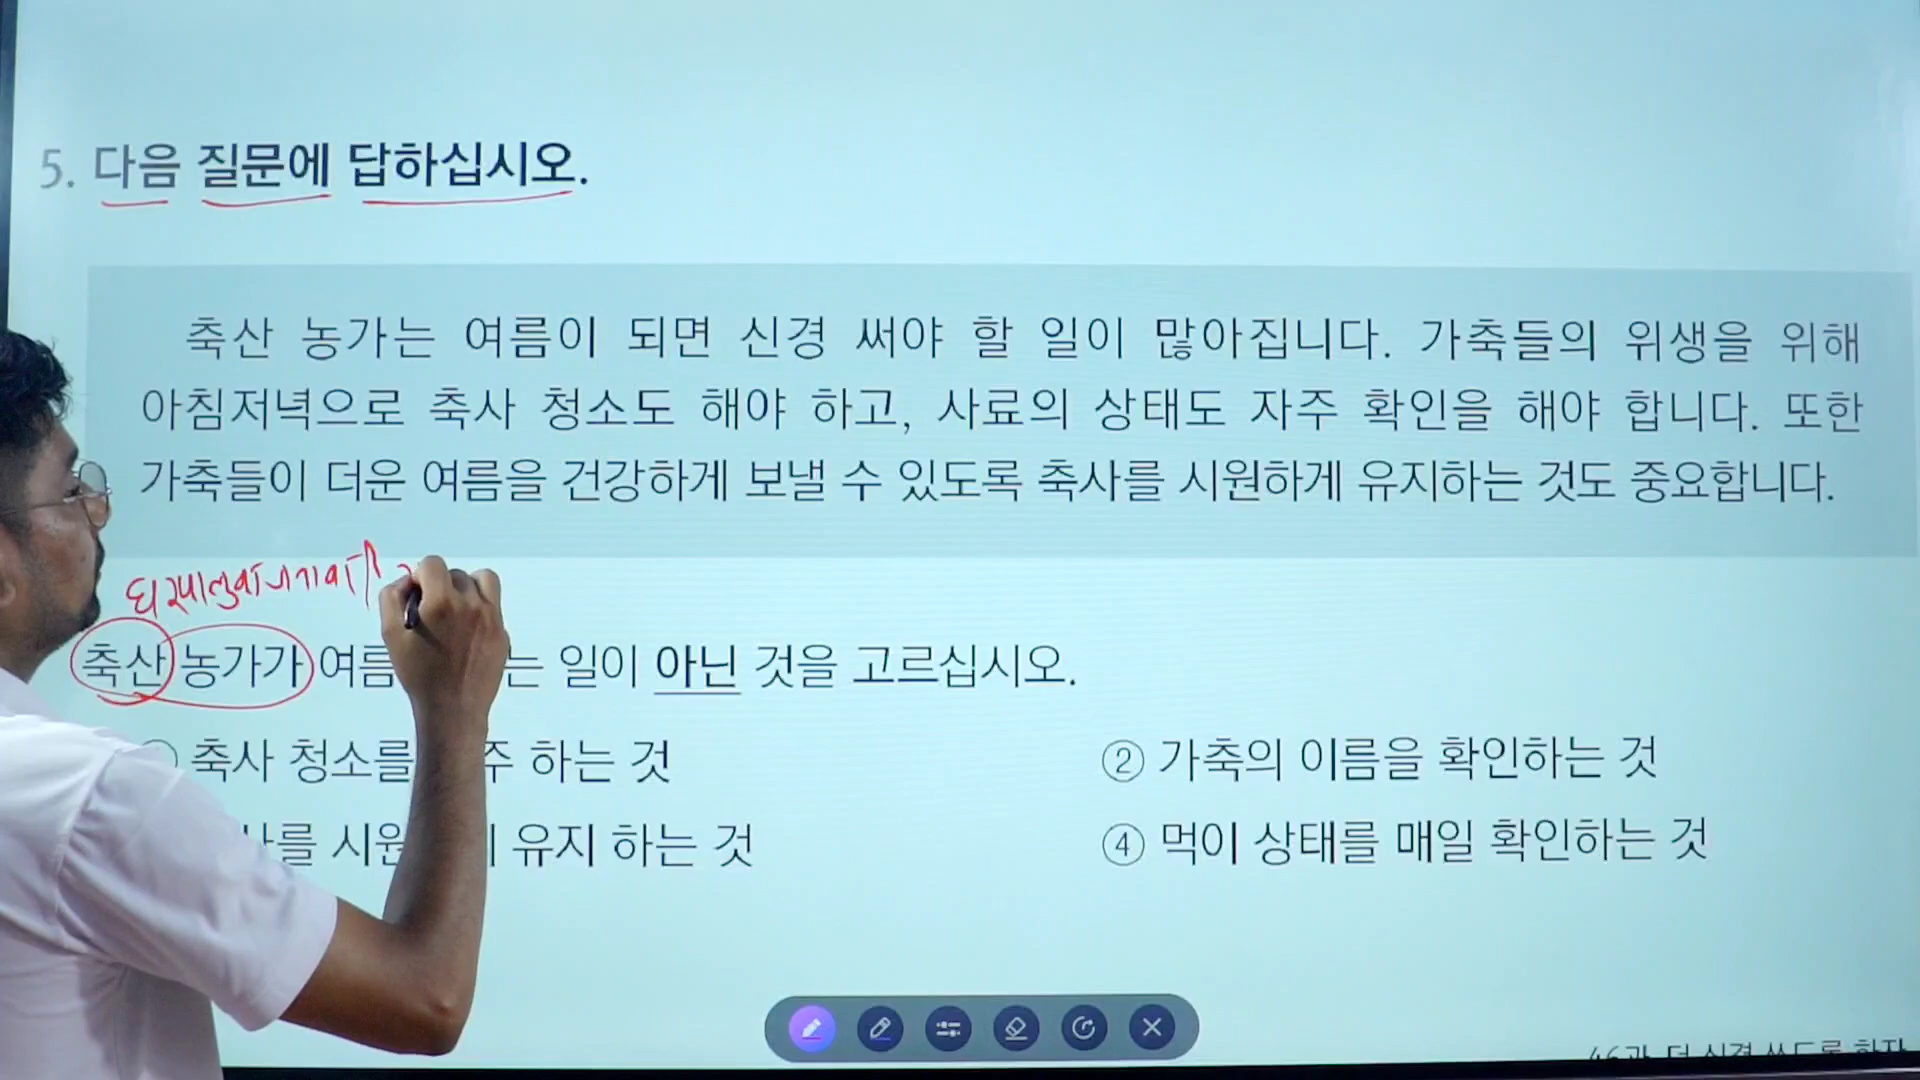 5. 다음 질문에 답하십시오.
축산 농가는 여름이 되면 신경 써야 할 일이 많아집니다. 가축들의 위생을 위해
아침저녁으로 축사 청소도 해야 하고, 사료의 상태도 자주 확인을 해야 합니다. 또한
가축들이 더운 여름을 건강하게 보낼 수 있도록 축사를 시원하게 유지하는 것도 중요합니다.
축산 농가가 여름 는 일이 아닌 것을 고르십시오.
축사 청소를 주 하는 것
② 가축의 이름을 확인하는 것
를 시원 유지 하는 것
④ 먹이 상태를 매일 확인하는 것